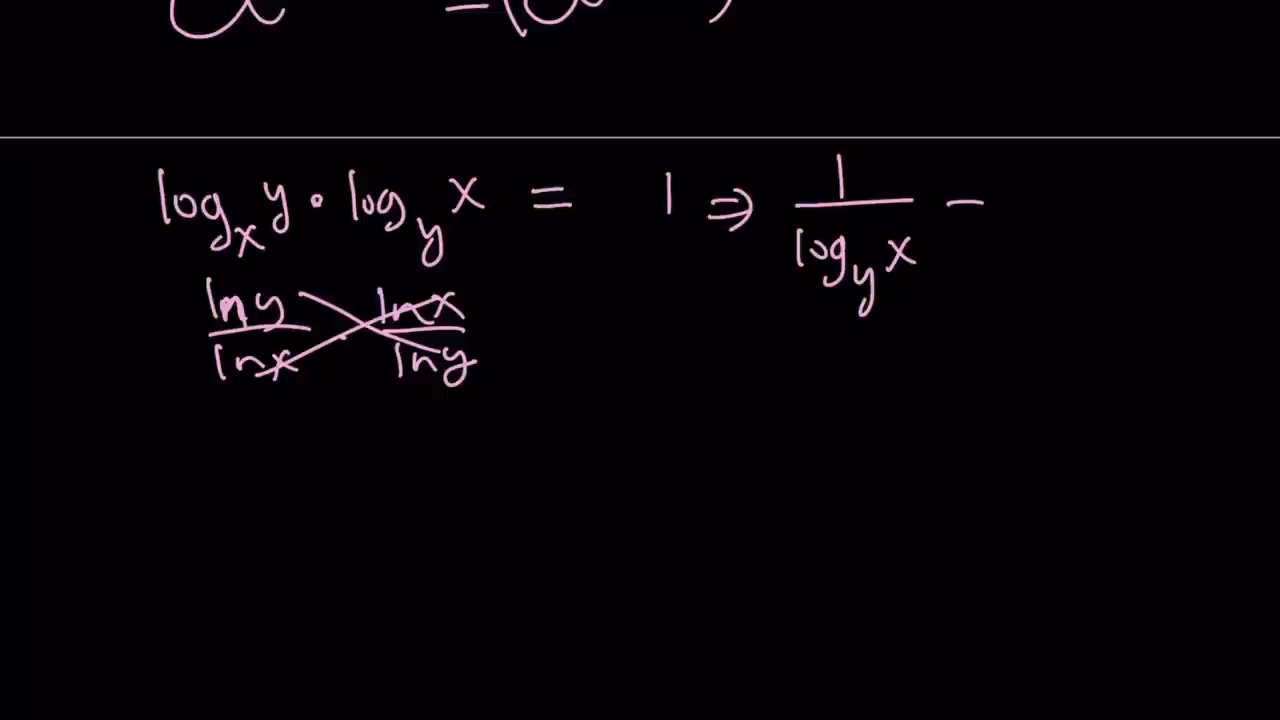 log_x y • log_y x = 1 ⇒ 1/(log_y x) –
ln y/ln x ln x/ln y